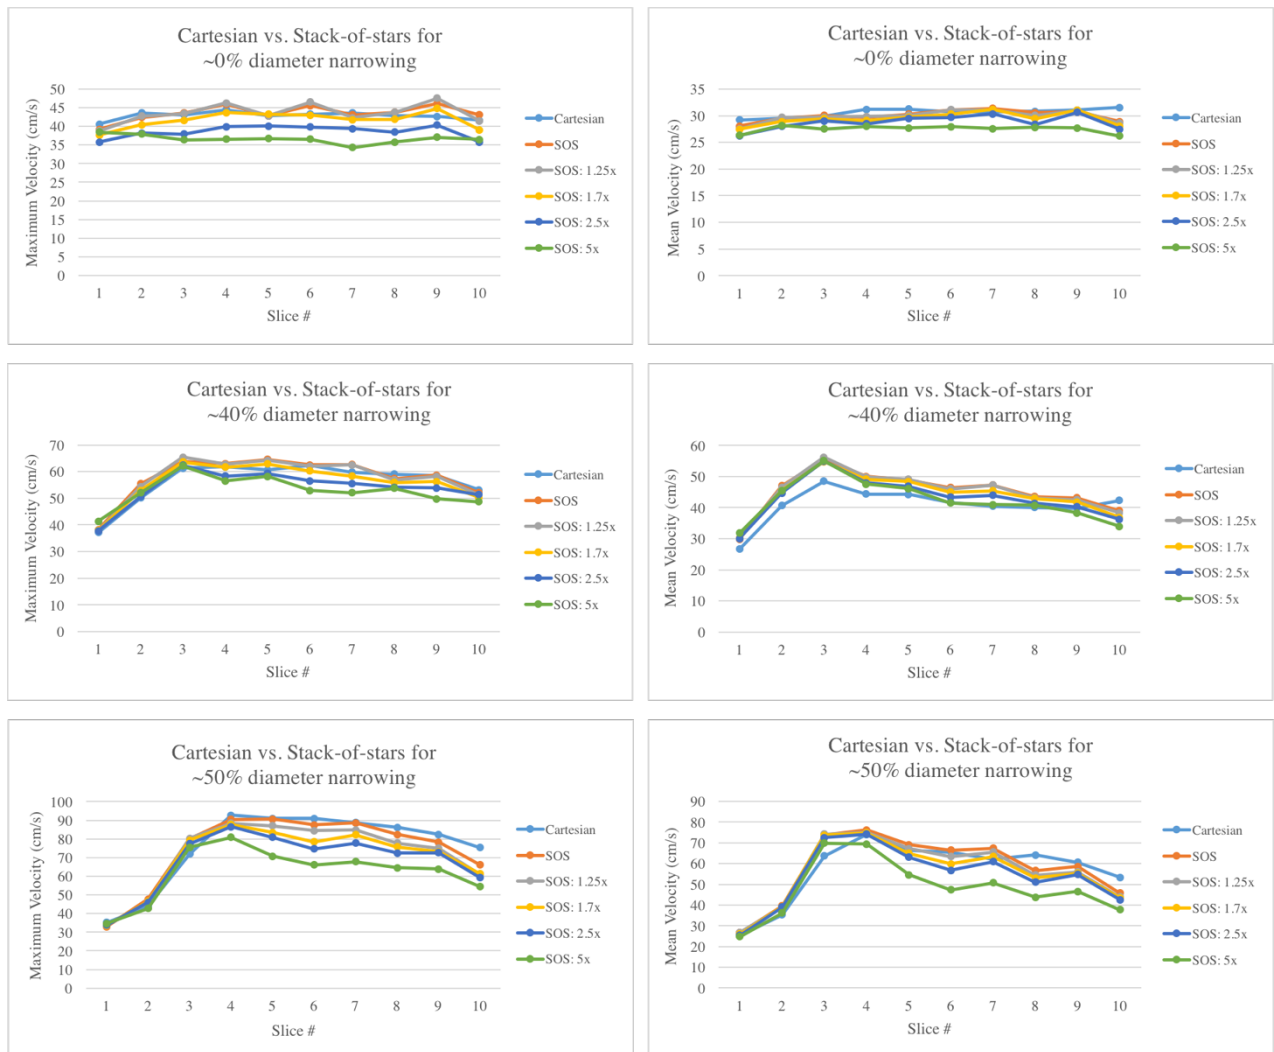 Cartesian vs. Stack-of-stars for
~0% diameter narrowing
Maximum Velocity (cm/s)
50
45
40
35
30
25
20
15
10
5
0
1 2 3 4 5 6 7 8 9 10
Slice #
Cartesian
SOS
SOS: 1.25x
SOS: 1.7x
SOS: 2.5x
SOS: 5x
Cartesian vs. Stack-of-stars for
~0% diameter narrowing
Mean Velocity (cm/s)
35
30
25
20
15
10
5
0
1 2 3 4 5 6 7 8 9 10
Slice #
Cartesian
SOS
SOS: 1.25x
SOS: 1.7x
SOS: 2.5x
SOS: 5x
Cartesian vs. Stack-of-stars for
~40% diameter narrowing
Maximum Velocity (cm/s)
70
60
50
40
30
20
10
0
1 2 3 4 5 6 7 8 9 10
Slice #
Cartesian
SOS
SOS: 1.25x
SOS: 1.7x
SOS: 2.5x
SOS: 5x
Cartesian vs. Stack-of-stars for
~40% diameter narrowing
Mean Velocity (cm/s)
60
50
40
30
20
10
0
1 2 3 4 5 6 7 8 9 10
Slice #
Cartesian
SOS
SOS: 1.25x
SOS: 1.7x
SOS: 2.5x
SOS: 5x
Cartesian vs. Stack-of-stars for
~50% diameter narrowing
Maximum Velocity (cm/s)
100
90
80
70
60
50
40
30
20
10
0
1 2 3 4 5 6 7 8 9 10
Slice #
Cartesian
SOS
SOS: 1.25x
SOS: 1.7x
SOS: 2.5x
SOS: 5x
Cartesian vs. Stack-of-stars for
~50% diameter narrowing
Mean Velocity (cm/s)
90
80
70
60
50
40
30
20
10
0
1 2 3 4 5 6 7 8 9 10
Slice #
Cartesian
SOS
SOS: 1.25x
SOS: 1.7x
SOS: 2.5x
SOS: 5x